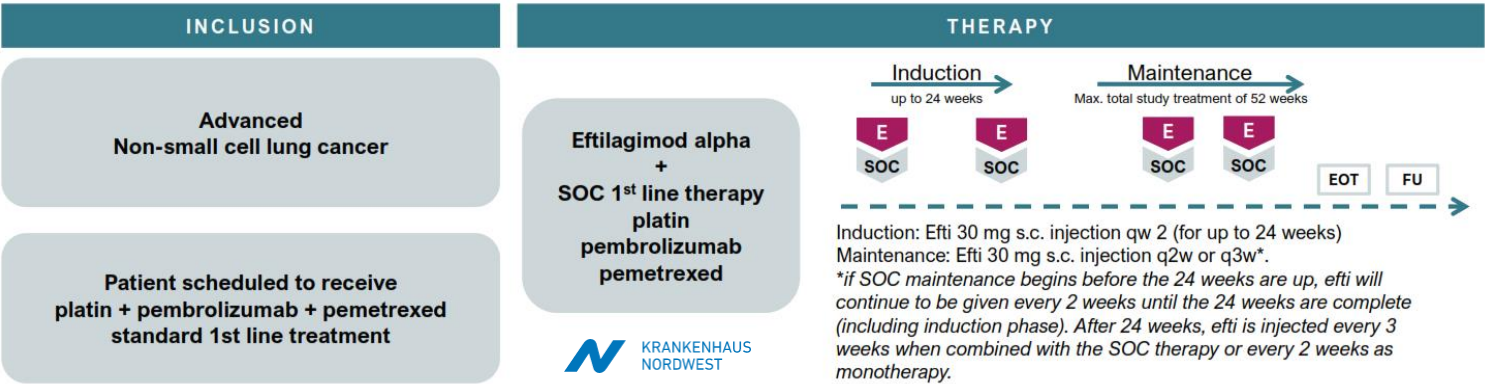 INCLUSION
Advanced
Non-small cell lung cancer
Patient scheduled to receive
platin + pembrolizumab + pemetrexed
standard 1st line treatment
THERAPY
Eftilagimod alpha
+
SOC 1st line therapy
platin
pembrolizumab
pemetrexed
KRANKENHAUS
NORDWEST
Induction
up to 24 weeks
Maintenance
Max. total study treatment of 52 weeks
E E E E
SOC SOC SOC SOC
EOT FU
Induction: Efti 30 mg s.c. injection qw 2 (for up to 24 weeks)
Maintenance: Efti 30 mg s.c. injection q2w or q3w*.
*if SOC maintenance begins before the 24 weeks are up, efti will
continue to be given every 2 weeks until the 24 weeks are complete
(including induction phase). After 24 weeks, efti is injected every 3
weeks when combined with the SOC therapy or every 2 weeks as
monotherapy.